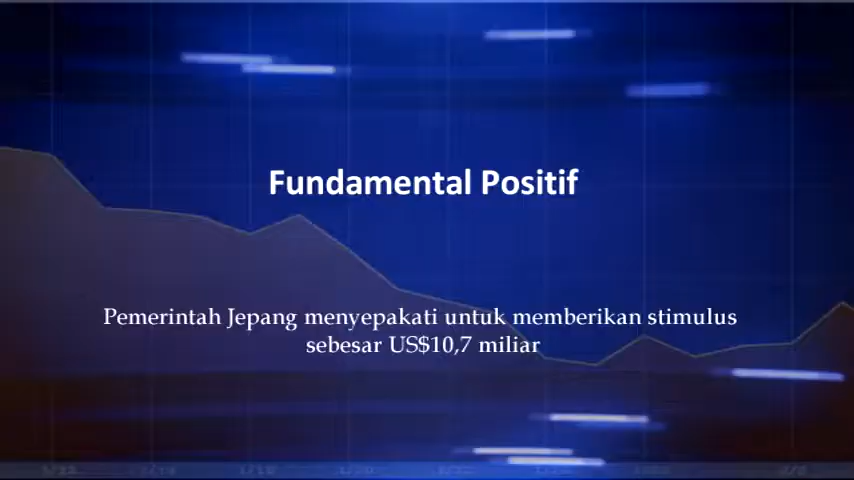 Fundamental Positif
Pemerintah Jepang menyepakati untuk memberikan stimulus
sebesar US$10,7 miliar